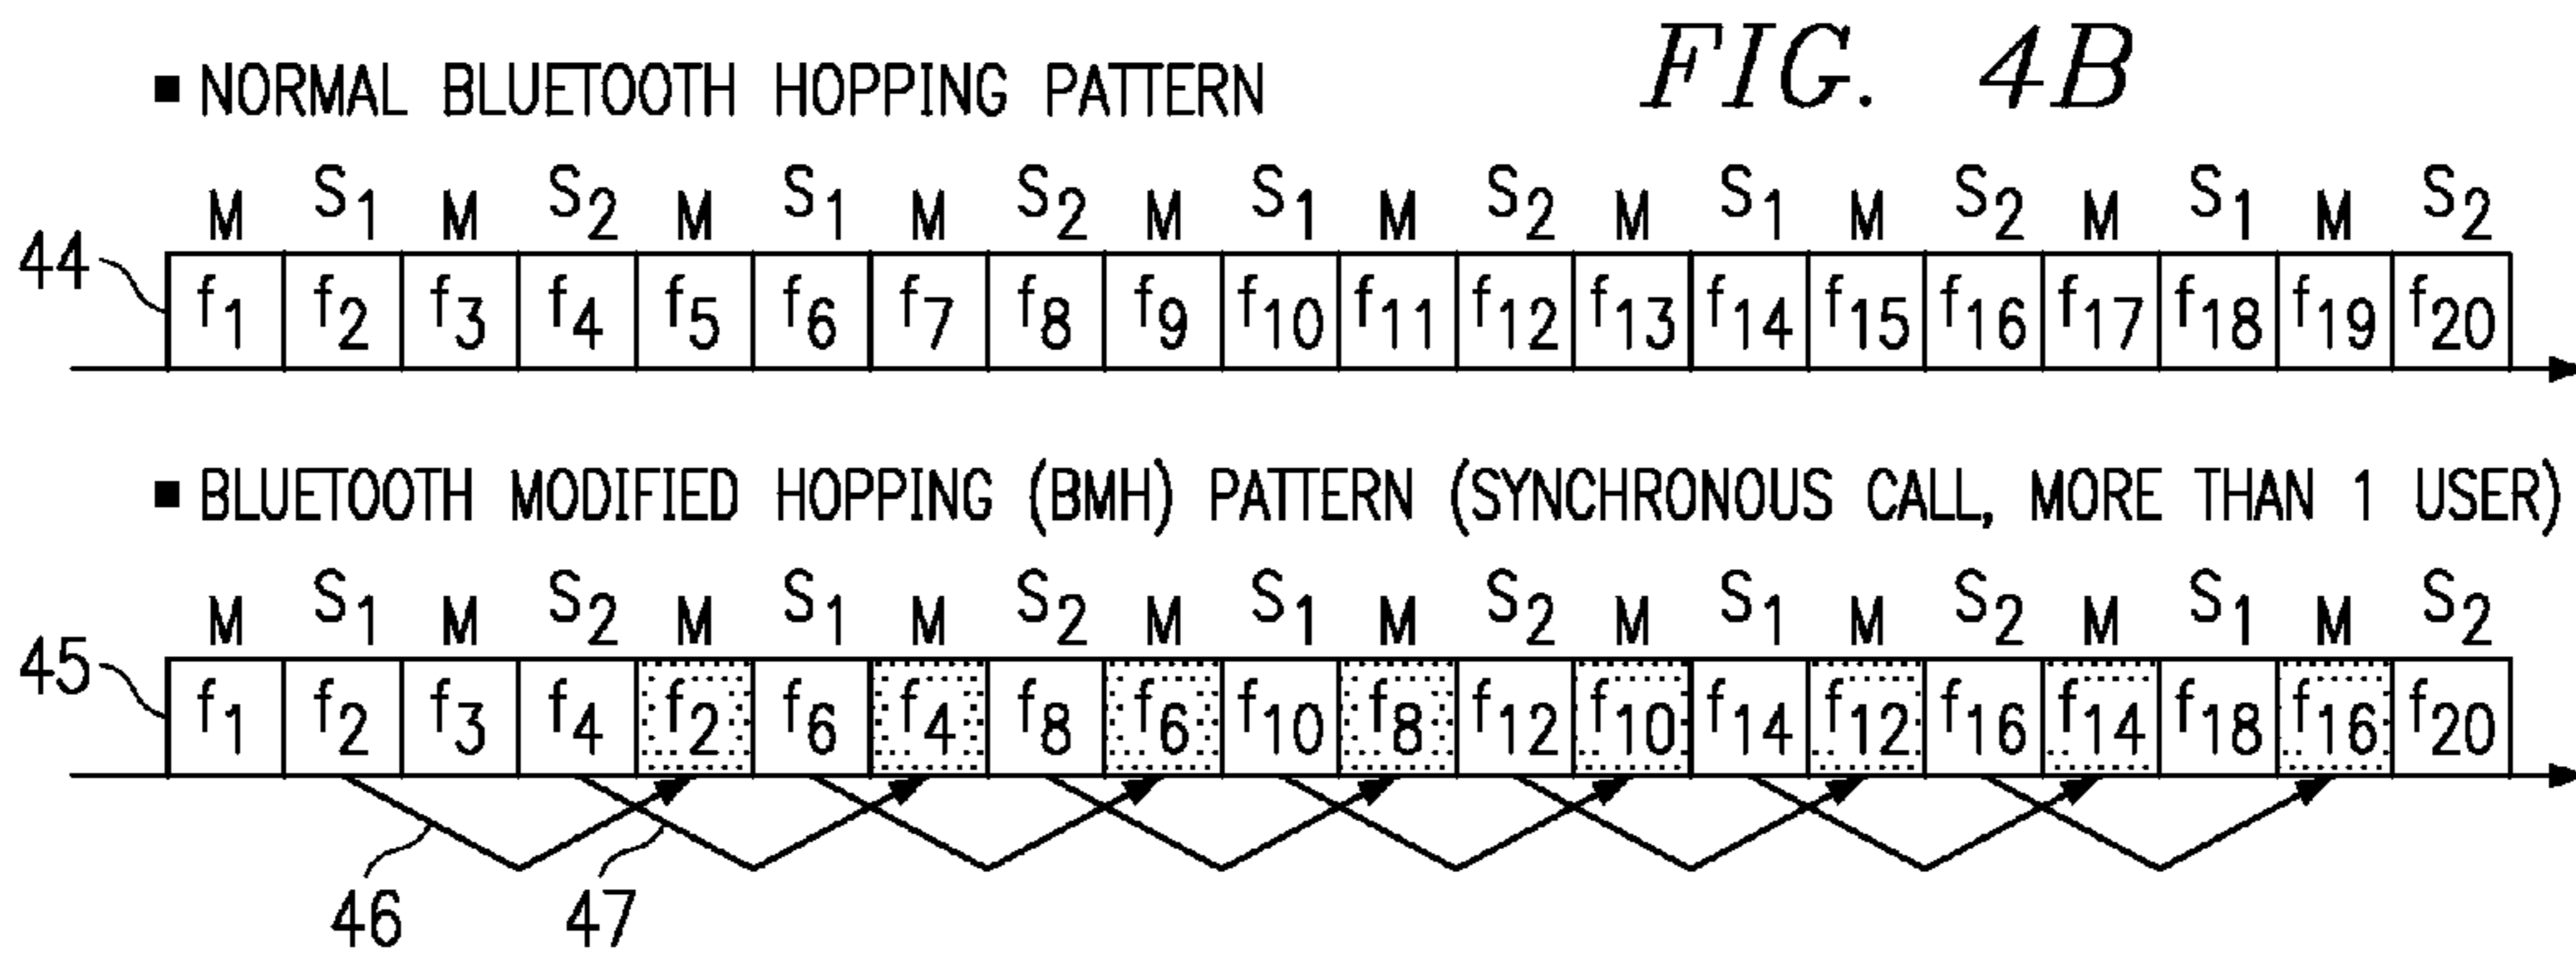 FIG. 4B
■ NORMAL BLUETOOTH HOPPING PATTERN
M S1 M S2 M S1 M S2 M S1 M S2 M S1 M S2 M S1 M S2
44 f1 f2 f3 f4 f5 f6 f7 f8 f9 f10 f11 f12 f13 f14 f15 f16 f17 f18 f19 f20
■ BLUETOOTH MODIFIED HOPPING (BMH) PATTERN (SYNCHRONOUS CALL, MORE THAN 1 USER)
M S1 M S2 M S1 M S2 M S1 M S2 M S1 M S2 M S1 M S2
45 f1 f2 f3 f4 f2 f6 f4 f8 f6 f10 f8 f12 f10 f14 f12 f16 f14 f18 f16 f20
46 47